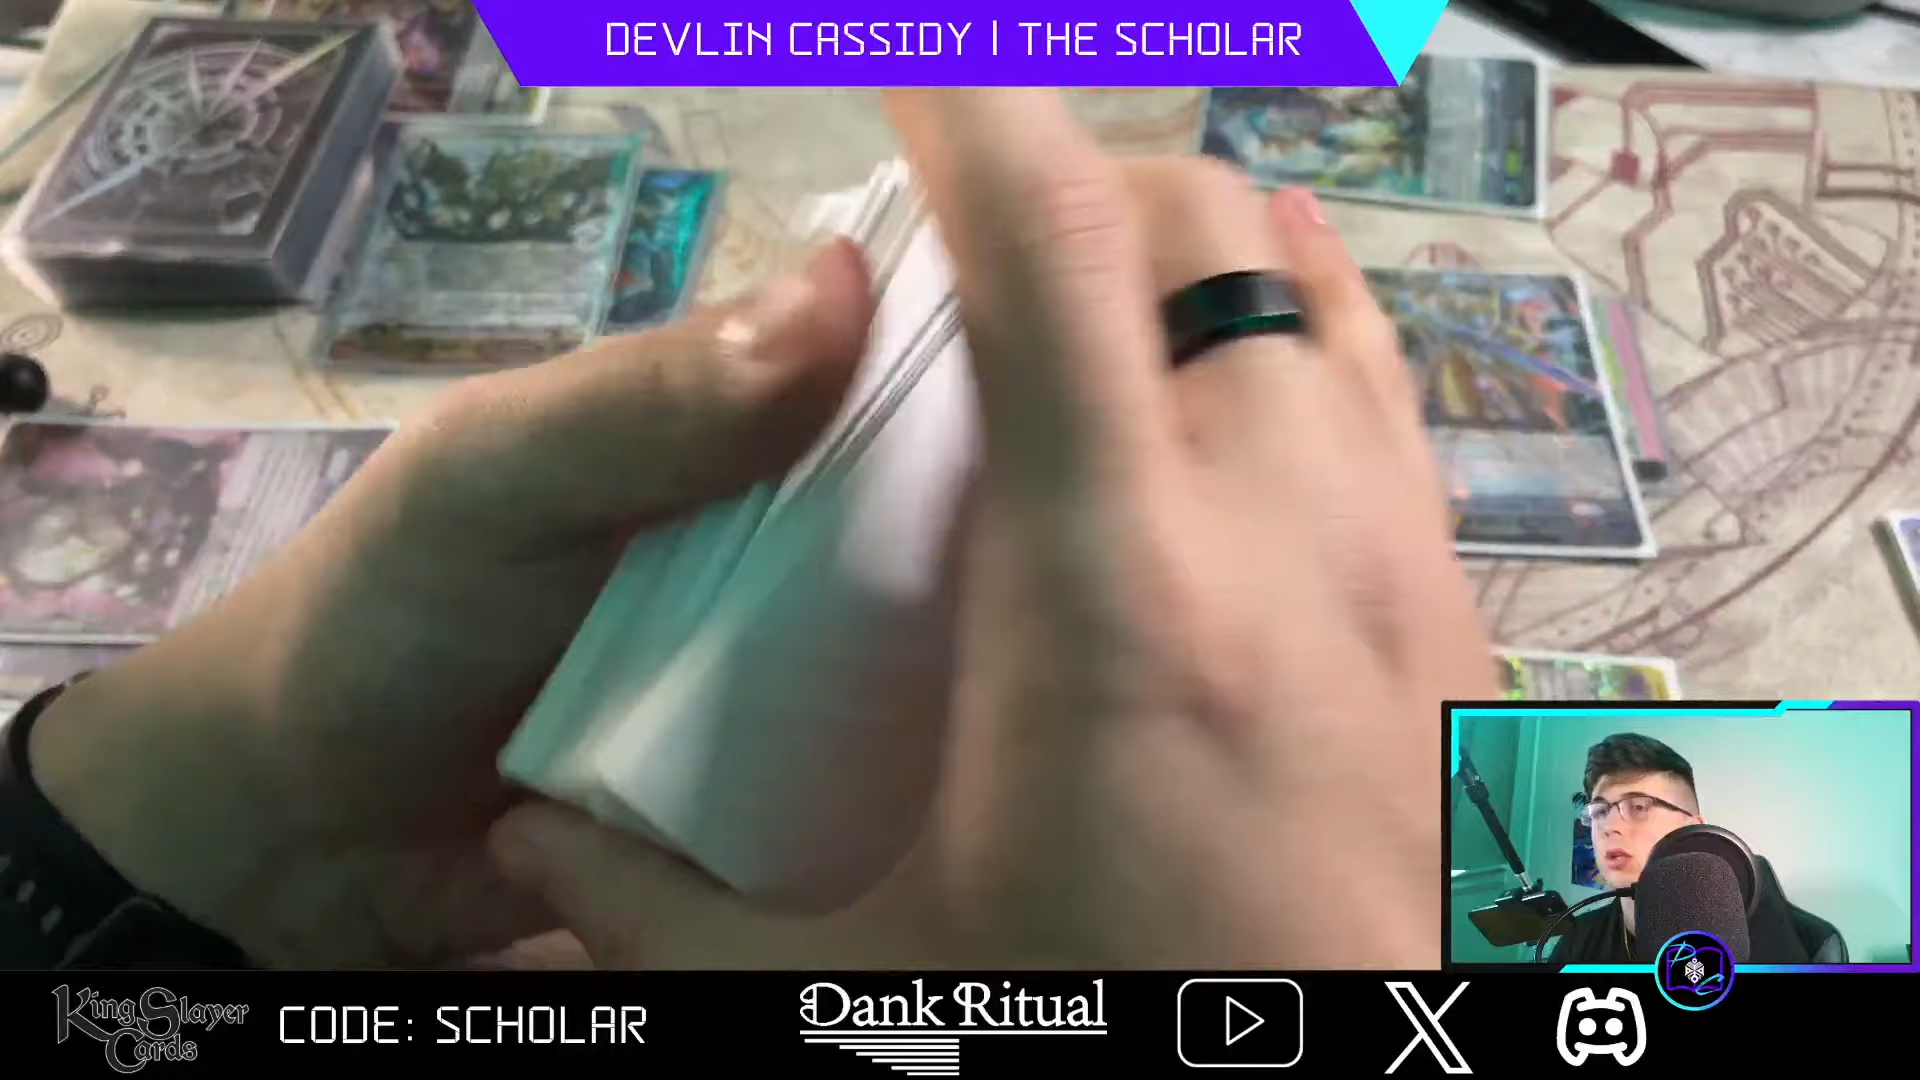 DEVLIN CASSIDY | THE SCHOLAR
King Slayer
Cards
CODE: SCHOLAR
Dank Ritual